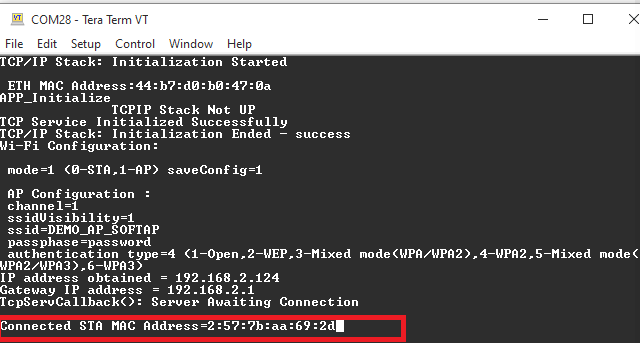 VT COM28 - Tera Term VT
File Edit Setup Control Window Help
TCP/IP Stack: Initialization Started
ETH MAC Address:44:b7:d0:b0:47:0a
APP_Initialize
TCPIP Stack Not UP
TCP Service Initialized Successfully
TCP/IP Stack: Initialization Ended - success
Wi-Fi Configuration:
mode=1 (0-STA,1-AP) saveConfig=1
AP Configuration :
channel=1
ssidVisibility=1
ssid=DEMO_AP_SOFTAP
passphase=password
authentication type=4 (1-Open,2-WEP,3-Mixed mode(WPA/WPA2),4-WPA2,5-Mixed mode(
WPA2/WPA3),6-WPA3)
IP address obtained = 192.168.2.124
Gateway IP address = 192.168.2.1
TcpServCallback(): Server Awaiting Connection
Connected STA MAC Address=2:57:7b:aa:69:2d